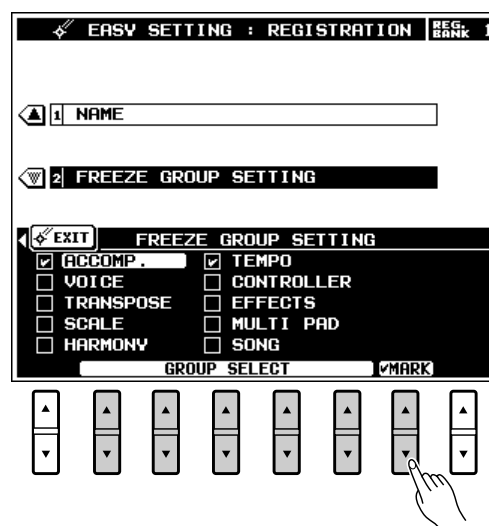 EASY SETTING : REGISTRATION REG. BANK 1
1 NAME
2 FREEZE GROUP SETTING
EXIT FREEZE GROUP SETTING
ACCOMP. TEMPO
VOICE CONTROLLER
TRANSPOSE EFFECTS
SCALE MULTI PAD
HARMONY SONG
GROUP SELECT MARK